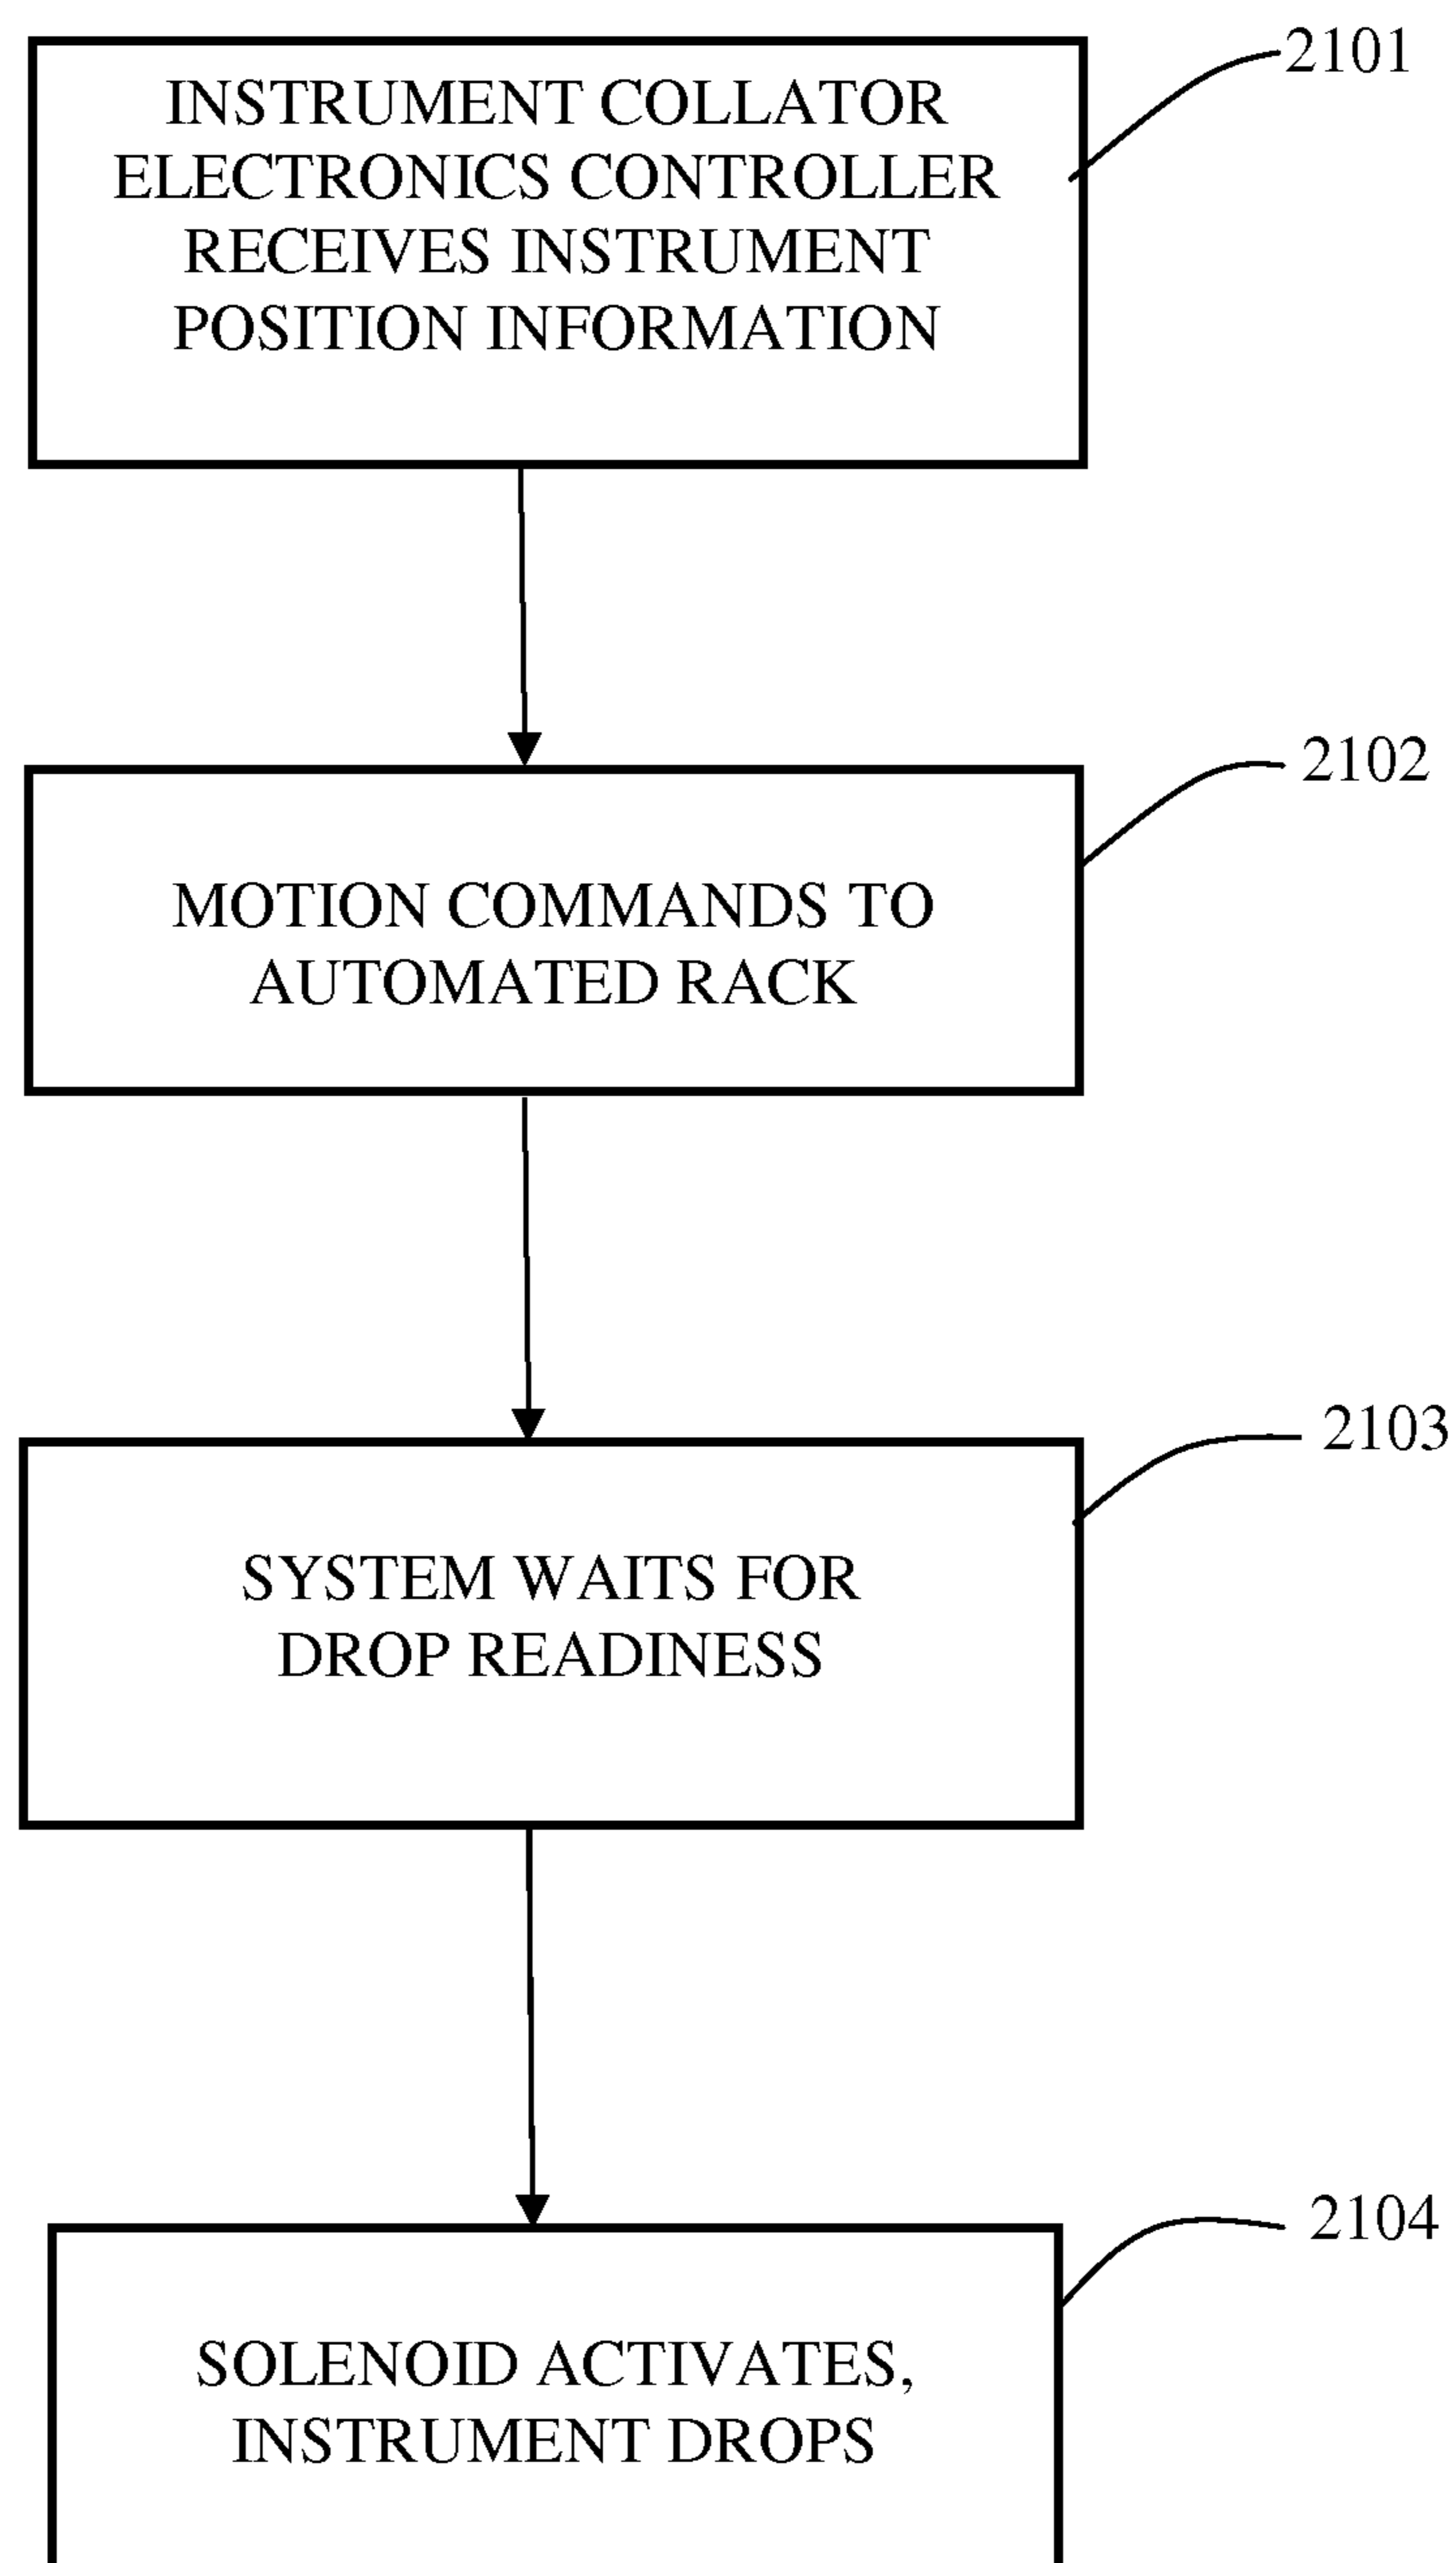 2101
INSTRUMENT COLLATOR
ELECTRONICS CONTROLLER
RECEIVES INSTRUMENT
POSITION INFORMATION
2102
MOTION COMMANDS TO
AUTOMATED RACK
2103
SYSTEM WAITS FOR
DROP READINESS
2104
SOLENOID ACTIVATES,
INSTRUMENT DROPS